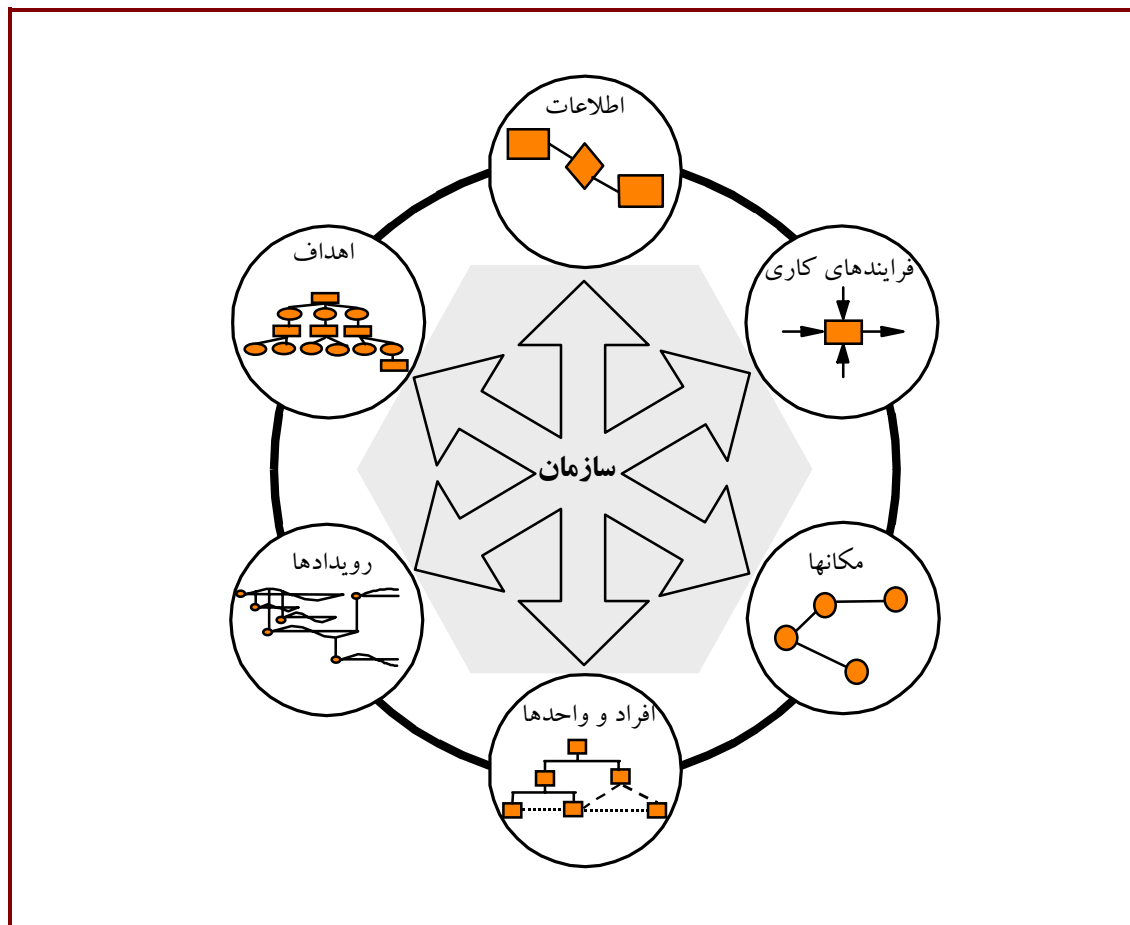 اطلاعات
اهداف
فرایندهای کاری
سازمان
رویدادها
مکانها
افراد و واحدها